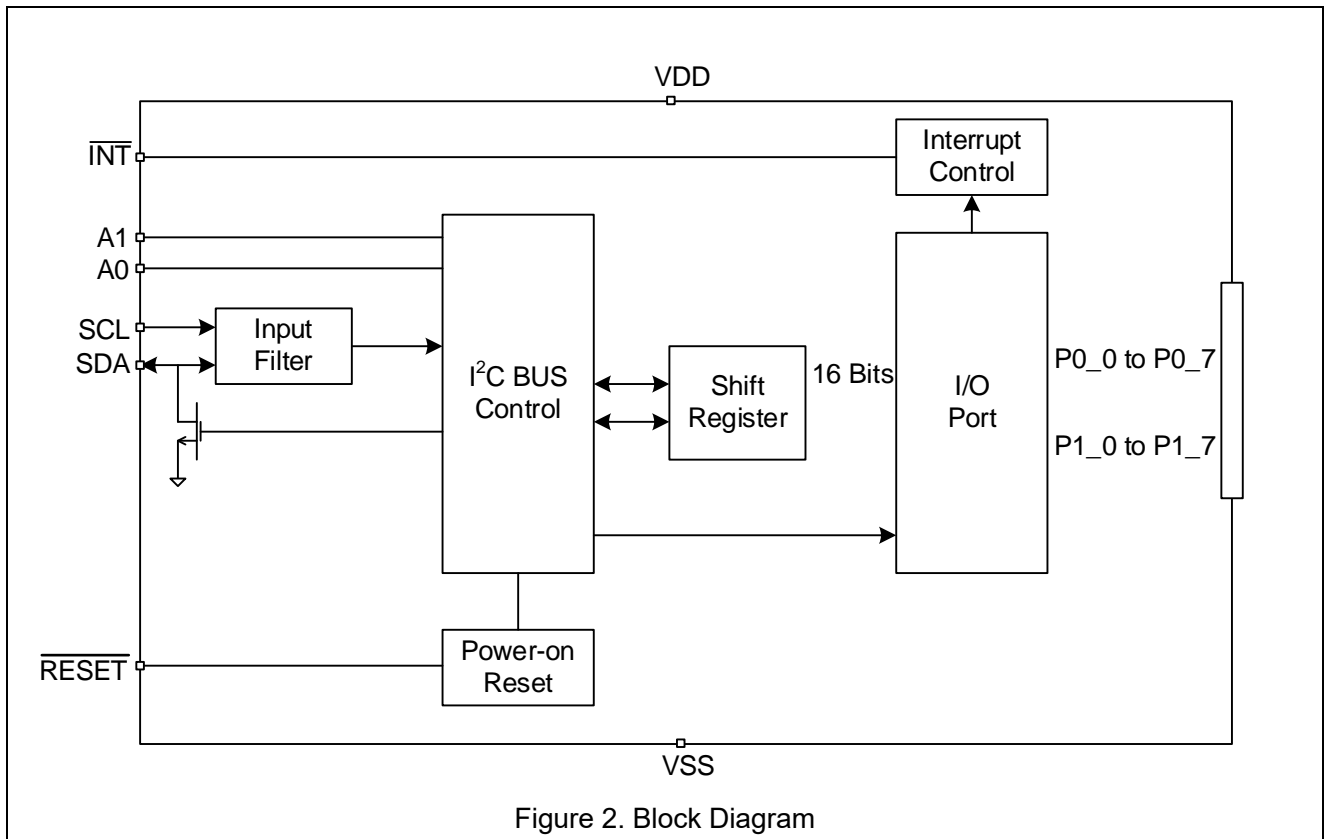 VDD
INT
Interrupt
Control
A1
A0
SCL
SDA
Input
Filter
I²C BUS
Control
Shift
Register
16 Bits
I/O
Port
P0_0 to P0_7
P1_0 to P1_7
RESET
Power-on
Reset
VSS
Figure 2. Block Diagram